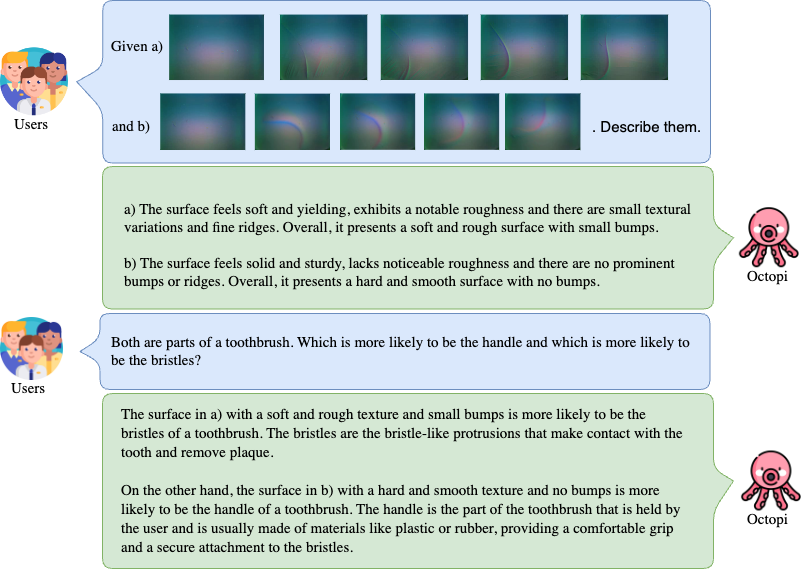 Given a)
Users
and b)
. Describe them.
a) The surface feels soft and yielding, exhibits a notable roughness and there are small textural
variations and fine ridges. Overall, it presents a soft and rough surface with small bumps.
b) The surface feels solid and sturdy, lacks noticeable roughness and there are no prominent
bumps or ridges. Overall, it presents a hard and smooth surface with no bumps.
Octopi
Both are parts of a toothbrush. Which is more likely to be the handle and which is more likely to
be the bristles?
Users
The surface in a) with a soft and rough texture and small bumps is more likely to be the
bristles of a toothbrush. The bristles are the bristle-like protrusions that make contact with the
tooth and remove plaque.
On the other hand, the surface in b) with a hard and smooth texture and no bumps is more
likely to be the handle of a toothbrush. The handle is the part of the toothbrush that is held by
the user and is usually made of materials like plastic or rubber, providing a comfortable grip
and a secure attachment to the bristles.
Octopi